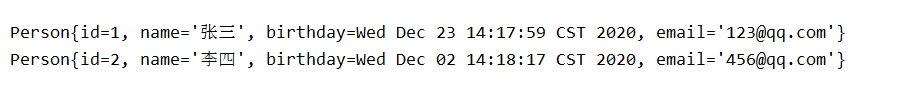 Person{id=1, name='张三', birthday=Wed Dec 23 14:17:59 CST 2020, email='123@qq.com'}
Person{id=2, name='李四', birthday=Wed Dec 02 14:18:17 CST 2020, email='456@qq.com'}